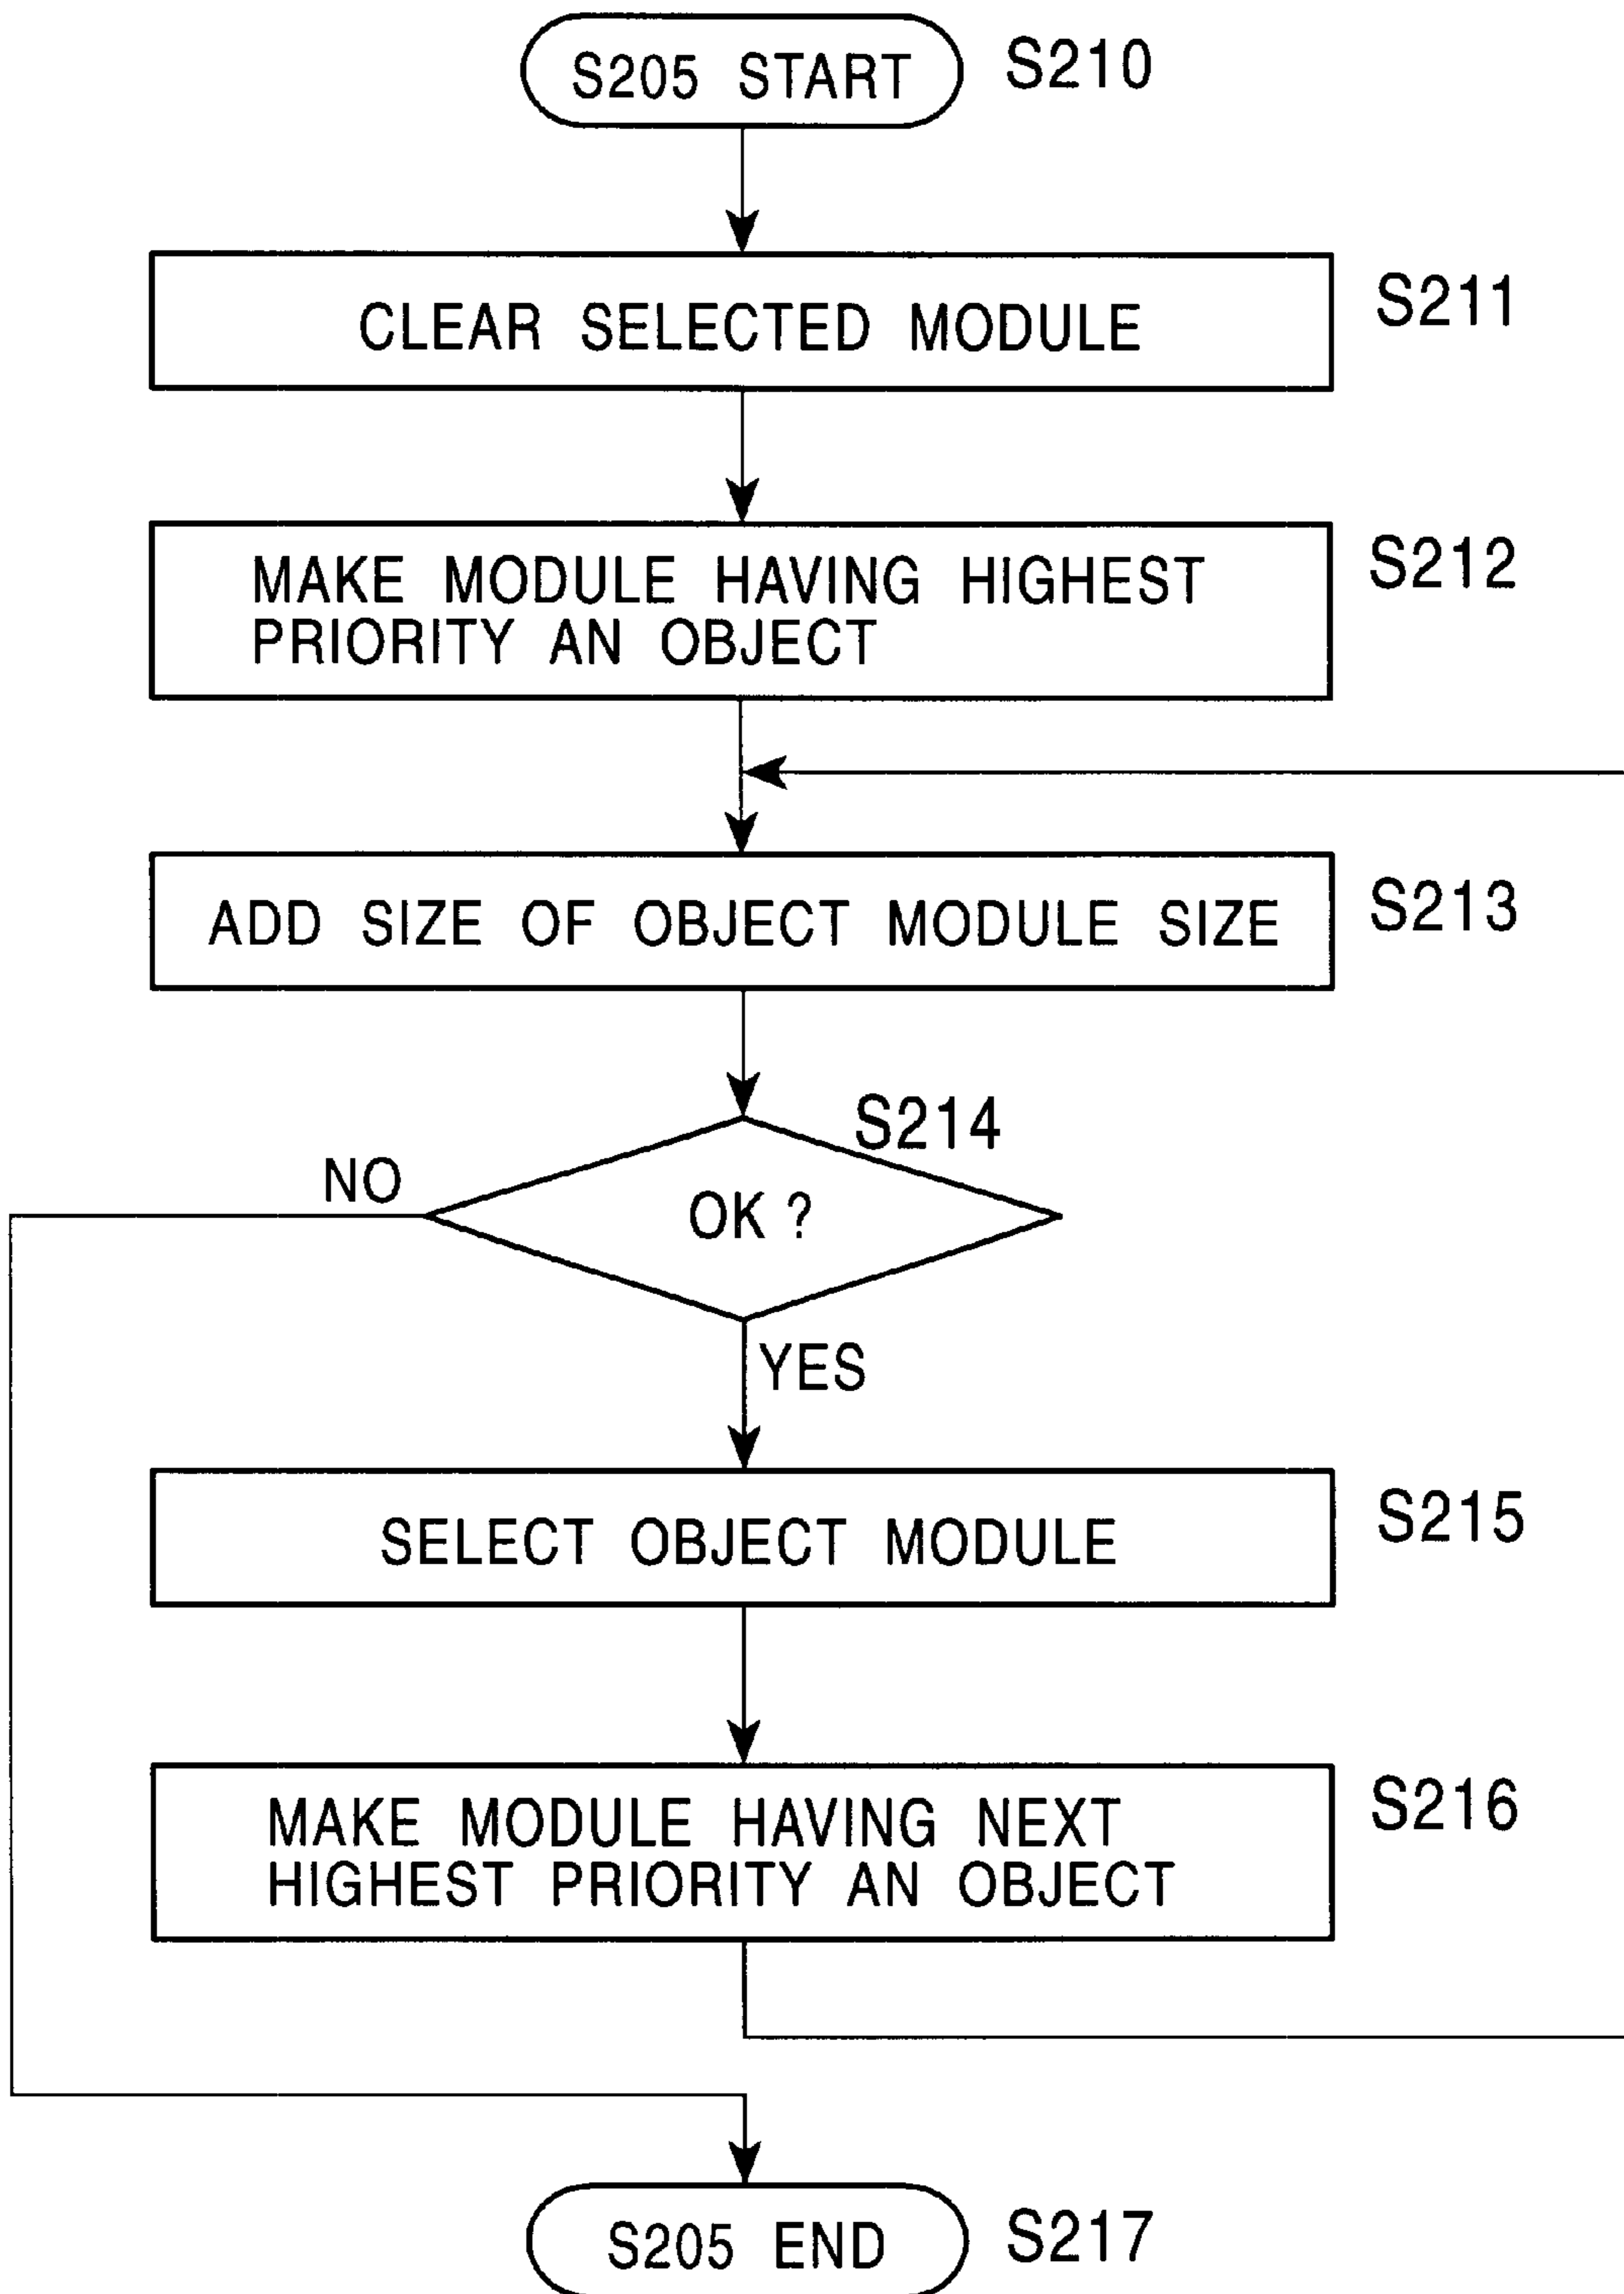 S205 START
S210
CLEAR SELECTED MODULE
S211
MAKE MODULE HAVING HIGHEST
PRIORITY AN OBJECT
S212
ADD SIZE OF OBJECT MODULE SIZE
S213
S214
NO
OK ?
YES
SELECT OBJECT MODULE
S215
MAKE MODULE HAVING NEXT
HIGHEST PRIORITY AN OBJECT
S216
S205 END
S217